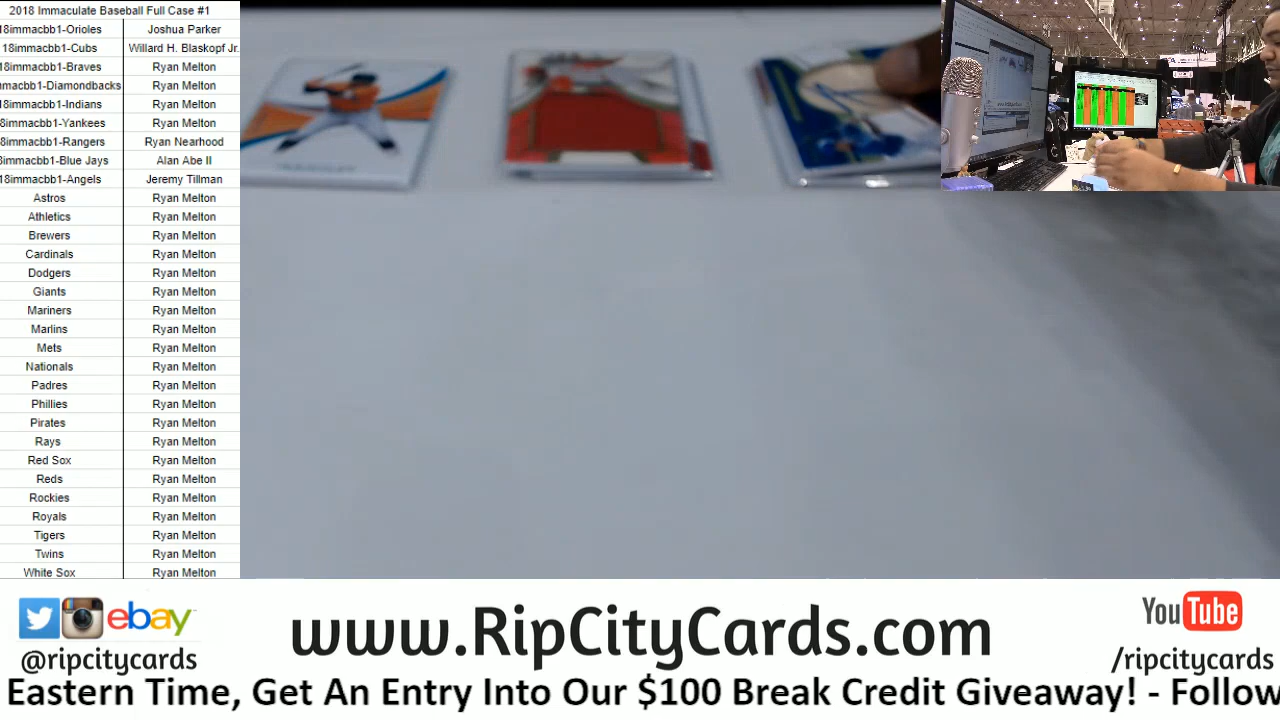 2018 Immaculate Baseball Full Case #1
18immacbb1-Orioles Joshua Parker
18immacbb1-Cubs Willard H. Blaskopf Jr.
18immacbb1-Braves Ryan Melton
mmacbb1-Diamondbacks Ryan Melton
18immacbb1-Indians Ryan Melton
8immacbb1-Yankees Ryan Melton
8immacbb1-Rangers Ryan Nearhood
8immacbb1-Blue Jays Alan Abe II
18immacbb1-Angels Jeremy Tillman
Astros Ryan Melton
Athletics Ryan Melton
Brewers Ryan Melton
Cardinals Ryan Melton
Dodgers Ryan Melton
Giants Ryan Melton
Mariners Ryan Melton
Marlins Ryan Melton
Mets Ryan Melton
Nationals Ryan Melton
Padres Ryan Melton
Phillies Ryan Melton
Pirates Ryan Melton
Rays Ryan Melton
Red Sox Ryan Melton
Reds Ryan Melton
Rockies Ryan Melton
Royals Ryan Melton
Tigers Ryan Melton
Twins Ryan Melton
White Sox Ryan Melton
ebay
@ripcitycards
www.RipCityCards.com
YouTube
/ripcitycards
Eastern Time, Get An Entry Into Our $100 Break Credit Giveaway! - Follow